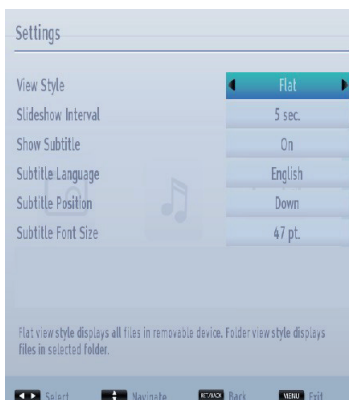 Settings
View Style Flat
Slideshow Interval 5 sec.
Show Subtitle On
Subtitle Language English
Subtitle Position Down
Subtitle Font Size 47 pt.
Flat view style displays all files in removable device. Folder view style displays
files in selected folder.
Select Navigate RET/BACK Back MENU Exit